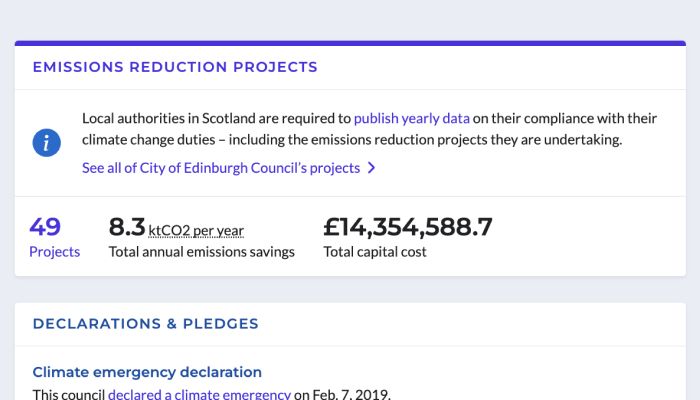 EMISSIONS REDUCTION PROJECTS
Local authorities in Scotland are required to publish yearly data on their compliance with their
climate change duties – including the emissions reduction projects they are undertaking.
See all of City of Edinburgh Council's projects
49 8.3 ktCO2 per year £14,354,588.7
Projects Total annual emissions savings Total capital cost
DECLARATIONS & PLEDGES
Climate emergency declaration
This council declared a climate emergency on Feb. 7, 2019.